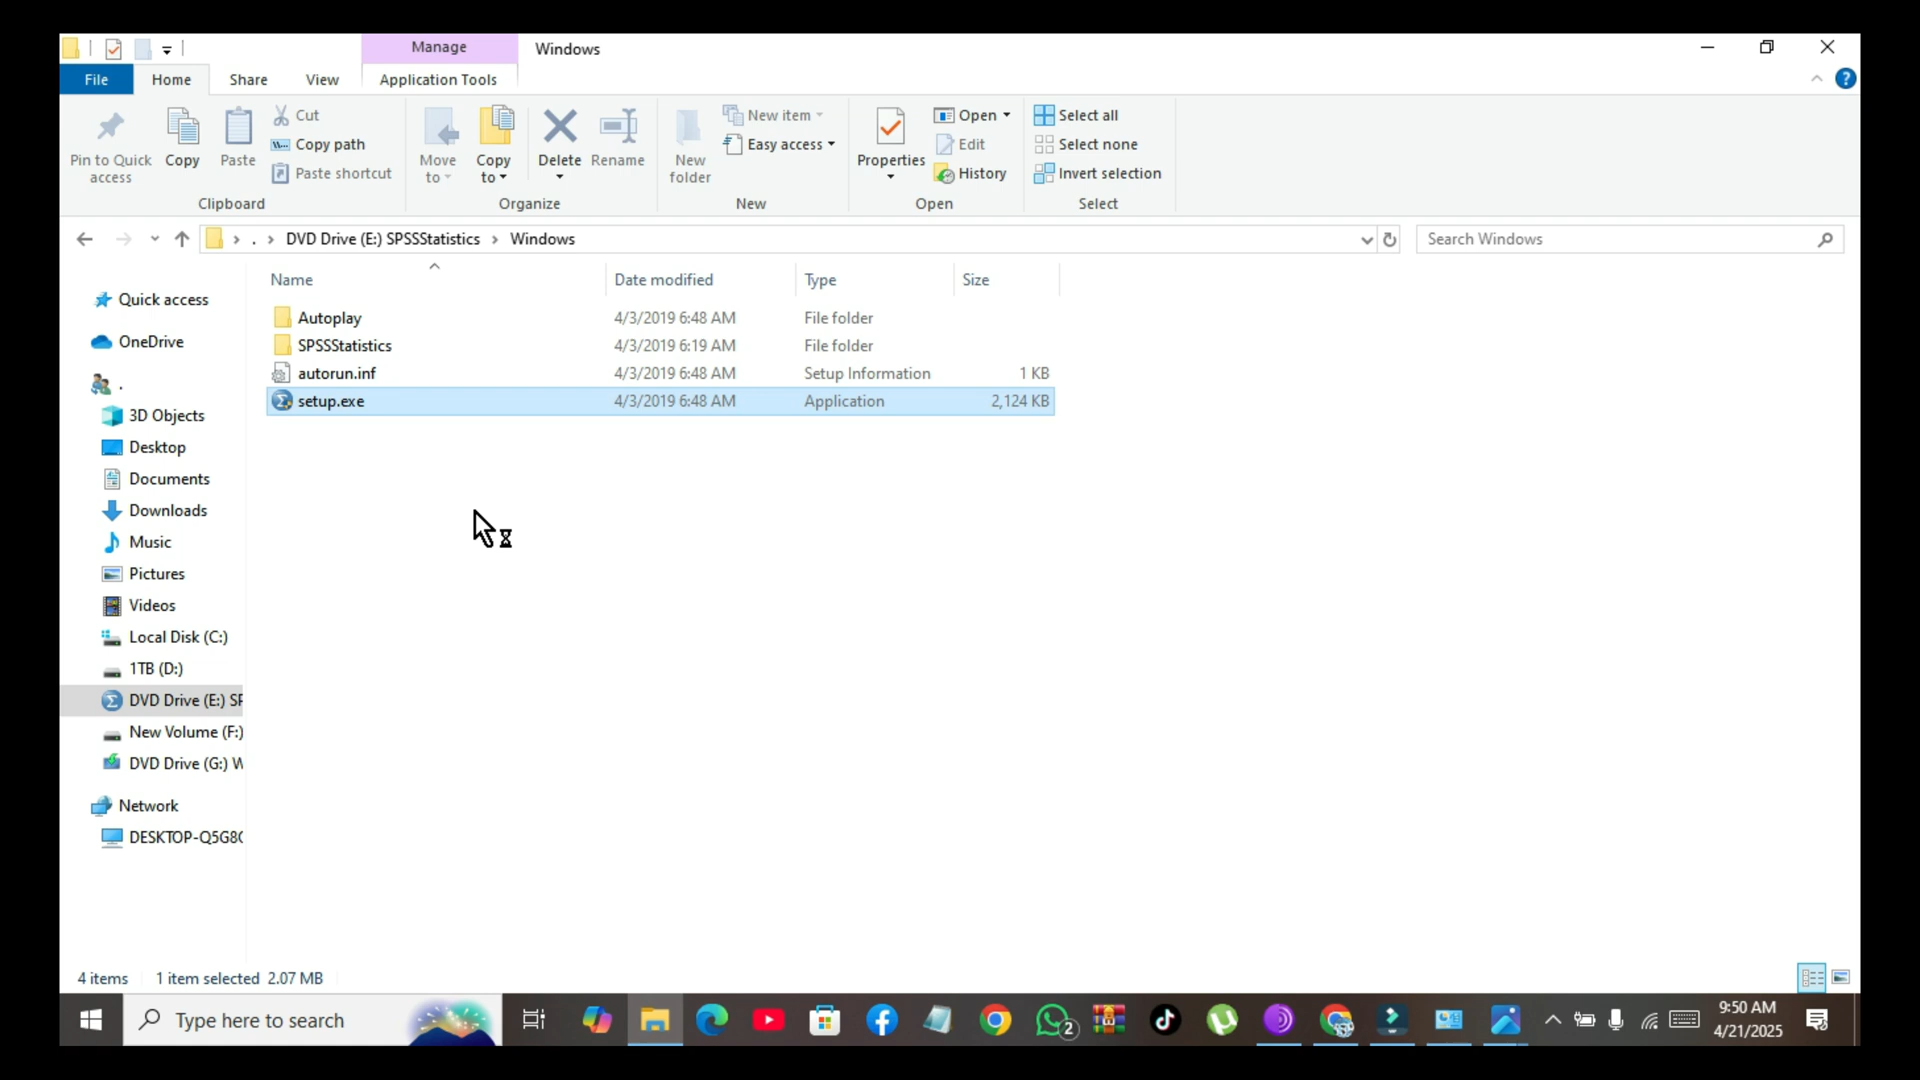 Manage
Windows
File
Home
Share
View
Application Tools
Pin to Quick access
Copy
Paste
Cut
Copy path
Paste shortcut
Clipboard
Move to
Copy to
Delete
Rename
Organize
New folder
New item
Easy access
New
Properties
Open
Edit
History
Open
Select all
Select none
Invert selection
Select
. DVD Drive (E:) SPSSStatistics Windows
Search Windows
Name Date modified Type Size
Autoplay 4/3/2019 6:48 AM File folder
SPSSStatistics 4/3/2019 6:19 AM File folder
autorun.inf 4/3/2019 6:48 AM Setup Information 1 KB
setup.exe 4/3/2019 6:48 AM Application 2,124 KB
Quick access
OneDrive
.
3D Objects
Desktop
Documents
Downloads
Music
Pictures
Videos
Local Disk (C:)
1TB (D:)
DVD Drive (E:) SP
New Volume (F:)
DVD Drive (G:) W
Network
DESKTOP-Q5G8
4 items 1 item selected 2.07 MB
Type here to search
2
9:50 AM
4/21/2025